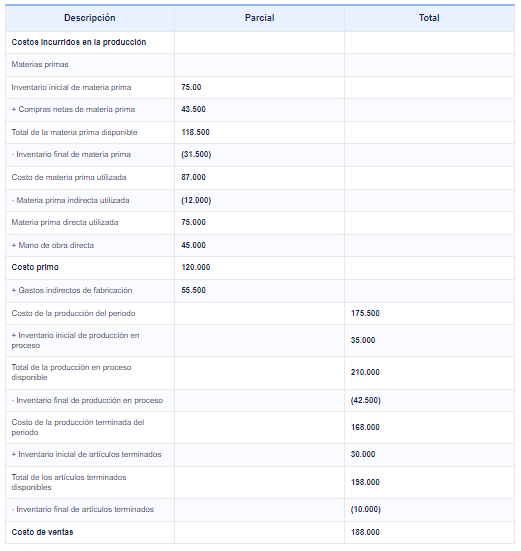 Descripción Parcial Total
Costos incurridos en la producción
Materias primas
Inventario inicial de materia prima 75.00
+ Compras netas de materia prima 43.500
Total de la materia prima disponible 118.500
- Inventario final de materia prima (31.500)
Costo de materia prima utilizada 87.000
- Materia prima indirecta utilizada (12.000)
Materia prima directa utilizada 75.000
+ Mano de obra directa 45.000
Costo primo 120.000
+ Gastos indirectos de fabricación 55.500
Costo de la producción del periodo 175.500
+ Inventario inicial de producción en
proceso 35.000
Total de la producción en proceso
disponible 210.000
- Inventario final de producción en proceso (42.500)
Costo de la producción terminada del
periodo 168.000
+ Inventario inicial de artículos terminados 30.000
Total de los artículos terminados
disponibles 198.000
- Inventario final de artículos terminados (10.000)
Costo de ventas 188.000